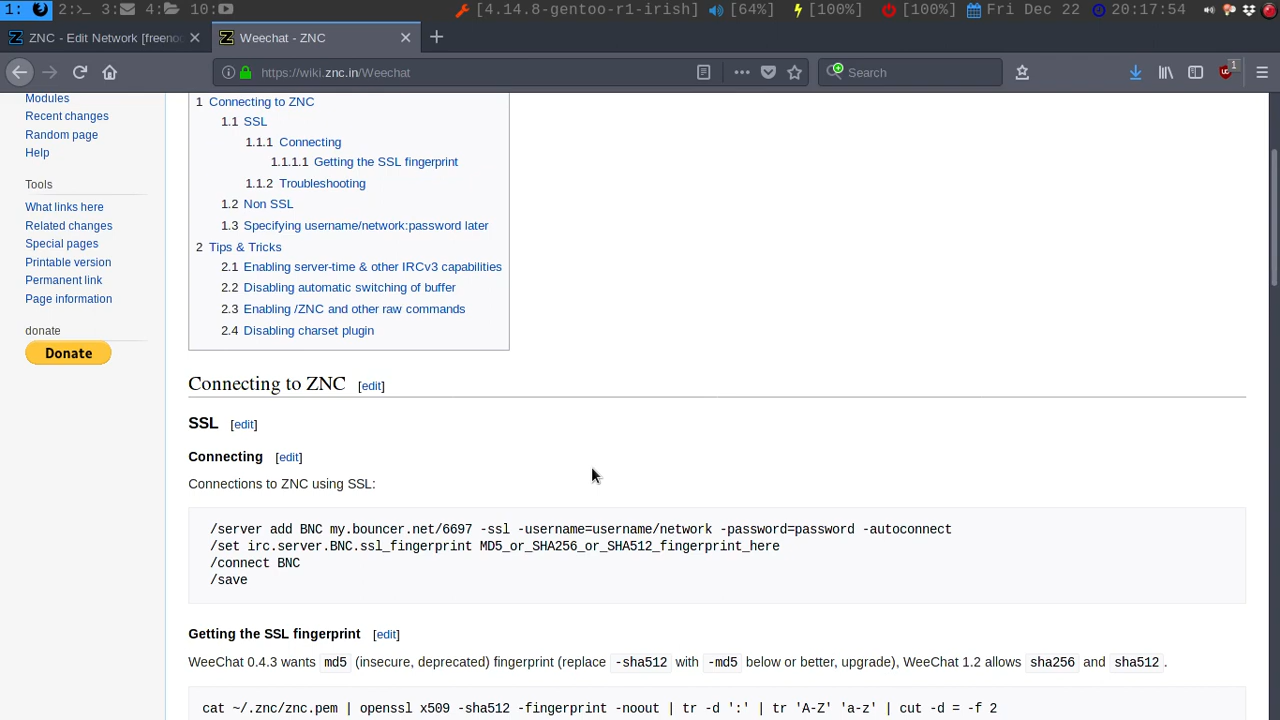 1: 2:>_ 3: 4: 10: [4.14.8-gentoo-r1-irish] [64%] [100%] [100%] Fri Dec 22 20:17:54
ZNC - Edit Network [freeno
Weechat - ZNC
https://wiki.znc.in/Weechat
Search
1
Modules
Recent changes
Random page
Help
Tools
What links here
Related changes
Special pages
Printable version
Permanent link
Page information
donate
Donate
1 Connecting to ZNC
1.1 SSL
1.1.1 Connecting
1.1.1.1 Getting the SSL fingerprint
1.1.2 Troubleshooting
1.2 Non SSL
1.3 Specifying username/network:password later
2 Tips & Tricks
2.1 Enabling server-time & other IRCv3 capabilities
2.2 Disabling automatic switching of buffer
2.3 Enabling /ZNC and other raw commands
2.4 Disabling charset plugin
Connecting to ZNC [edit]
SSL [edit]
Connecting [edit]
Connections to ZNC using SSL:
/server add BNC my.bouncer.net/6697 -ssl -username=username/network -password=password -autoconnect
/set irc.server.BNC.ssl_fingerprint MD5_or_SHA256_or_SHA512_fingerprint_here
/connect BNC
/save
Getting the SSL fingerprint [edit]
WeeChat 0.4.3 wants md5 (insecure, deprecated) fingerprint (replace -sha512 with -md5 below or better, upgrade), WeeChat 1.2 allows sha256 and sha512.
cat ~/.znc/znc.pem | openssl x509 -sha512 -fingerprint -noout | tr -d ':' | tr 'A-Z' 'a-z' | cut -d = -f 2